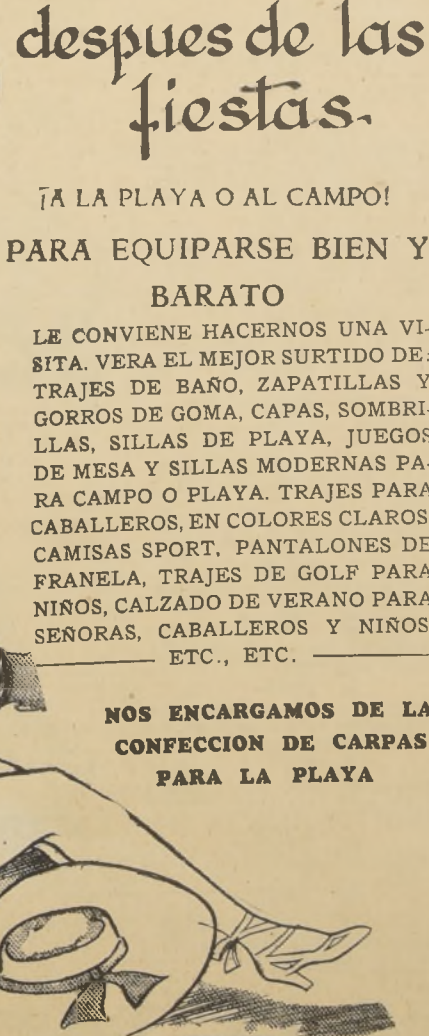 despues de las
fiestas.
¡A LA PLAYA O AL CAMPO!
PARA EQUIPARSE BIEN Y
BARATO
LE CONVIENE HACERNOS UNA VI-
SITA. VERA EL MEJOR SURTIDO DE:
TRAJES DE BAÑO, ZAPATILLAS Y
GORROS DE GOMA, CAPAS, SOMBRI-
LLAS, SILLAS DE PLAYA, JUEGOS
DE MESA Y SILLAS MODERNAS PA-
RA CAMPO O PLAYA. TRAJES PARA
CABALLEROS, EN COLORES CLAROS,
CAMISAS SPORT, PANTALONES DE
FRANELA, TRAJES DE GOLF PARA
NIÑOS, CALZADO DE VERANO PARA
SEÑORAS, CABALLEROS Y NIÑOS,
ETC., ETC.
NOS ENCARGAMOS DE LA
CONFECCION DE CARPAS
PARA LA PLAYA